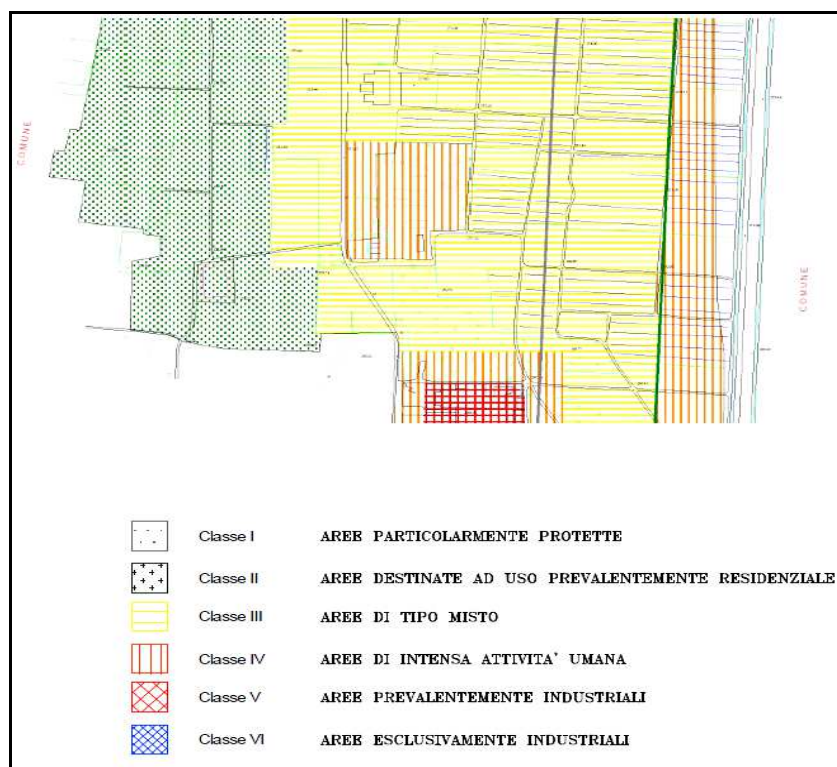 COMUNE
COMUNE
Classe I AREE PARTICOLARMENTE PROTETTE
Classe II AREE DESTINATE AD USO PREVALENTEMENTE RESIDENZIALE
Classe III AREE DI TIPO MISTO
Classe IV AREE DI INTENSA ATTIVITA' UMANA
Classe V AREE PREVALENTEMENTE INDUSTRIALI
Classe VI AREE ESCLUSIVAMENTE INDUSTRIALI